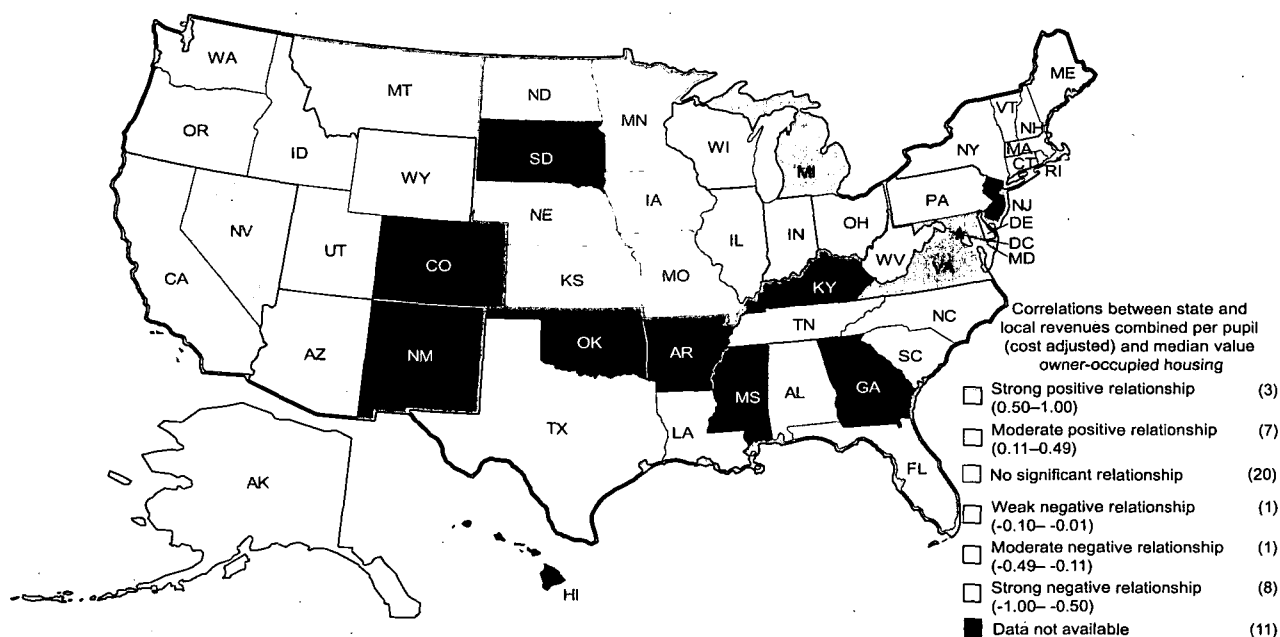 WA
MT
ND
MN
ME
VT
NH
OR
ID
SD
WI
MI
NY
MA
CT
RI
WY
IA
PA
NJ
NE
DE
NV
UT
CO
IL
IN
OH
DC
MD
WV
VA
CA
KS
MO
KY
NC
TN
AZ
NM
OK
AR
SC
MS
AL
GA
TX
LA
FL
AK
HI
Correlations between state and
local revenues combined per pupil
(cost adjusted) and median value
owner-occupied housing
Strong positive relationship (3)
(0.50–1.00)
Moderate positive relationship (7)
(0.11–0.49)
No significant relationship (20)
Weak negative relationship (1)
(-0.10– -0.01)
Moderate negative relationship (1)
(-0.49– -0.11)
Strong negative relationship (8)
(-1.00– -0.50)
Data not available (11)